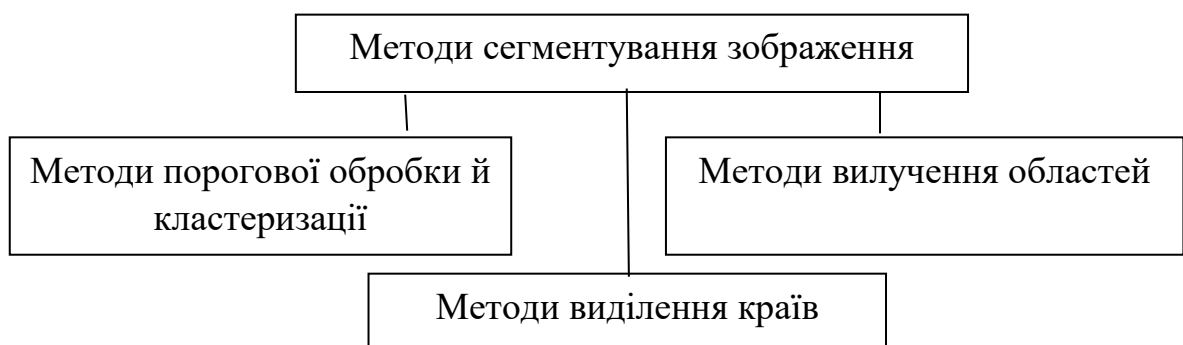 Методи сегментування зображення
Методи порогової обробки й
кластеризації
Методи вилучення областей
Методи виділення країв